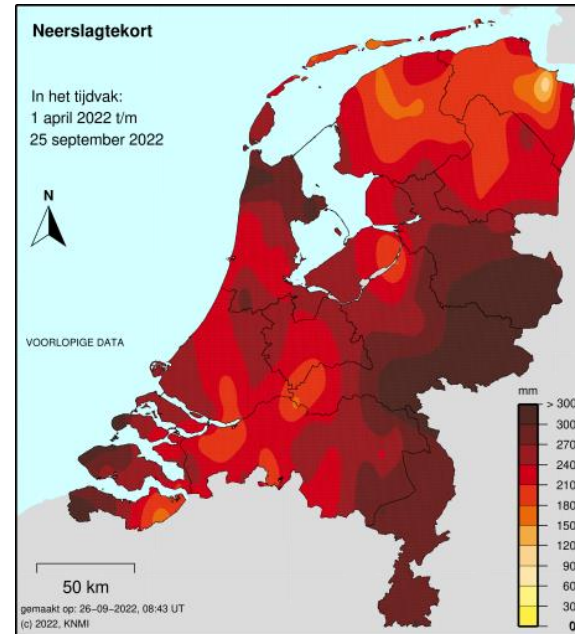 Neerslagtekort
In het tijdvak:
1 april 2022 t/m
25 september 2022
N
VOORLOPIGE DATA
mm
> 300
300
270
240
210
180
150
120
90
60
30
0
50 km
gemaakt op: 26-09-2022, 08:43 UT
(c) 2022, KNMI